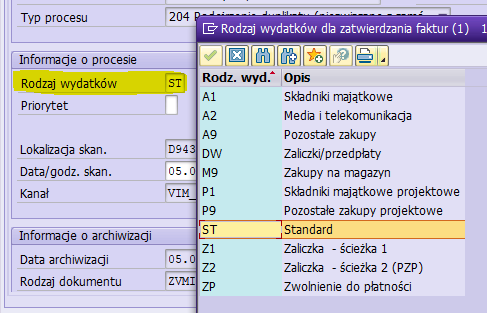 Typ procesu
204 Podejrzenie duplikatu (niezwiązane z zamó
Informacje o procesie
Rodzaj wydatków ST
Priorytet
Lokalizacja skan. D943
Data/godz. skan. 05.0
Kanał VIM_
Informacje o archiwizacji
Data archiwizacji 05.0
Rodzaj dokumentu ZVMI
Rodzaj wydatków dla zatwierdzania faktur (1)
Rodz. wyd. Opis
A1 Składniki majątkowe
A2 Media i telekomunikacja
A9 Pozostałe zakupy
DW Zaliczki/przedpłaty
M9 Zakupy na magazyn
P1 Składniki majątkowe projektowe
P9 Pozostałe zakupy projektowe
ST Standard
Z1 Zaliczka - ścieżka 1
Z2 Zaliczka - ścieżka 2 (PZP)
ZP Zwolnienie do płatności